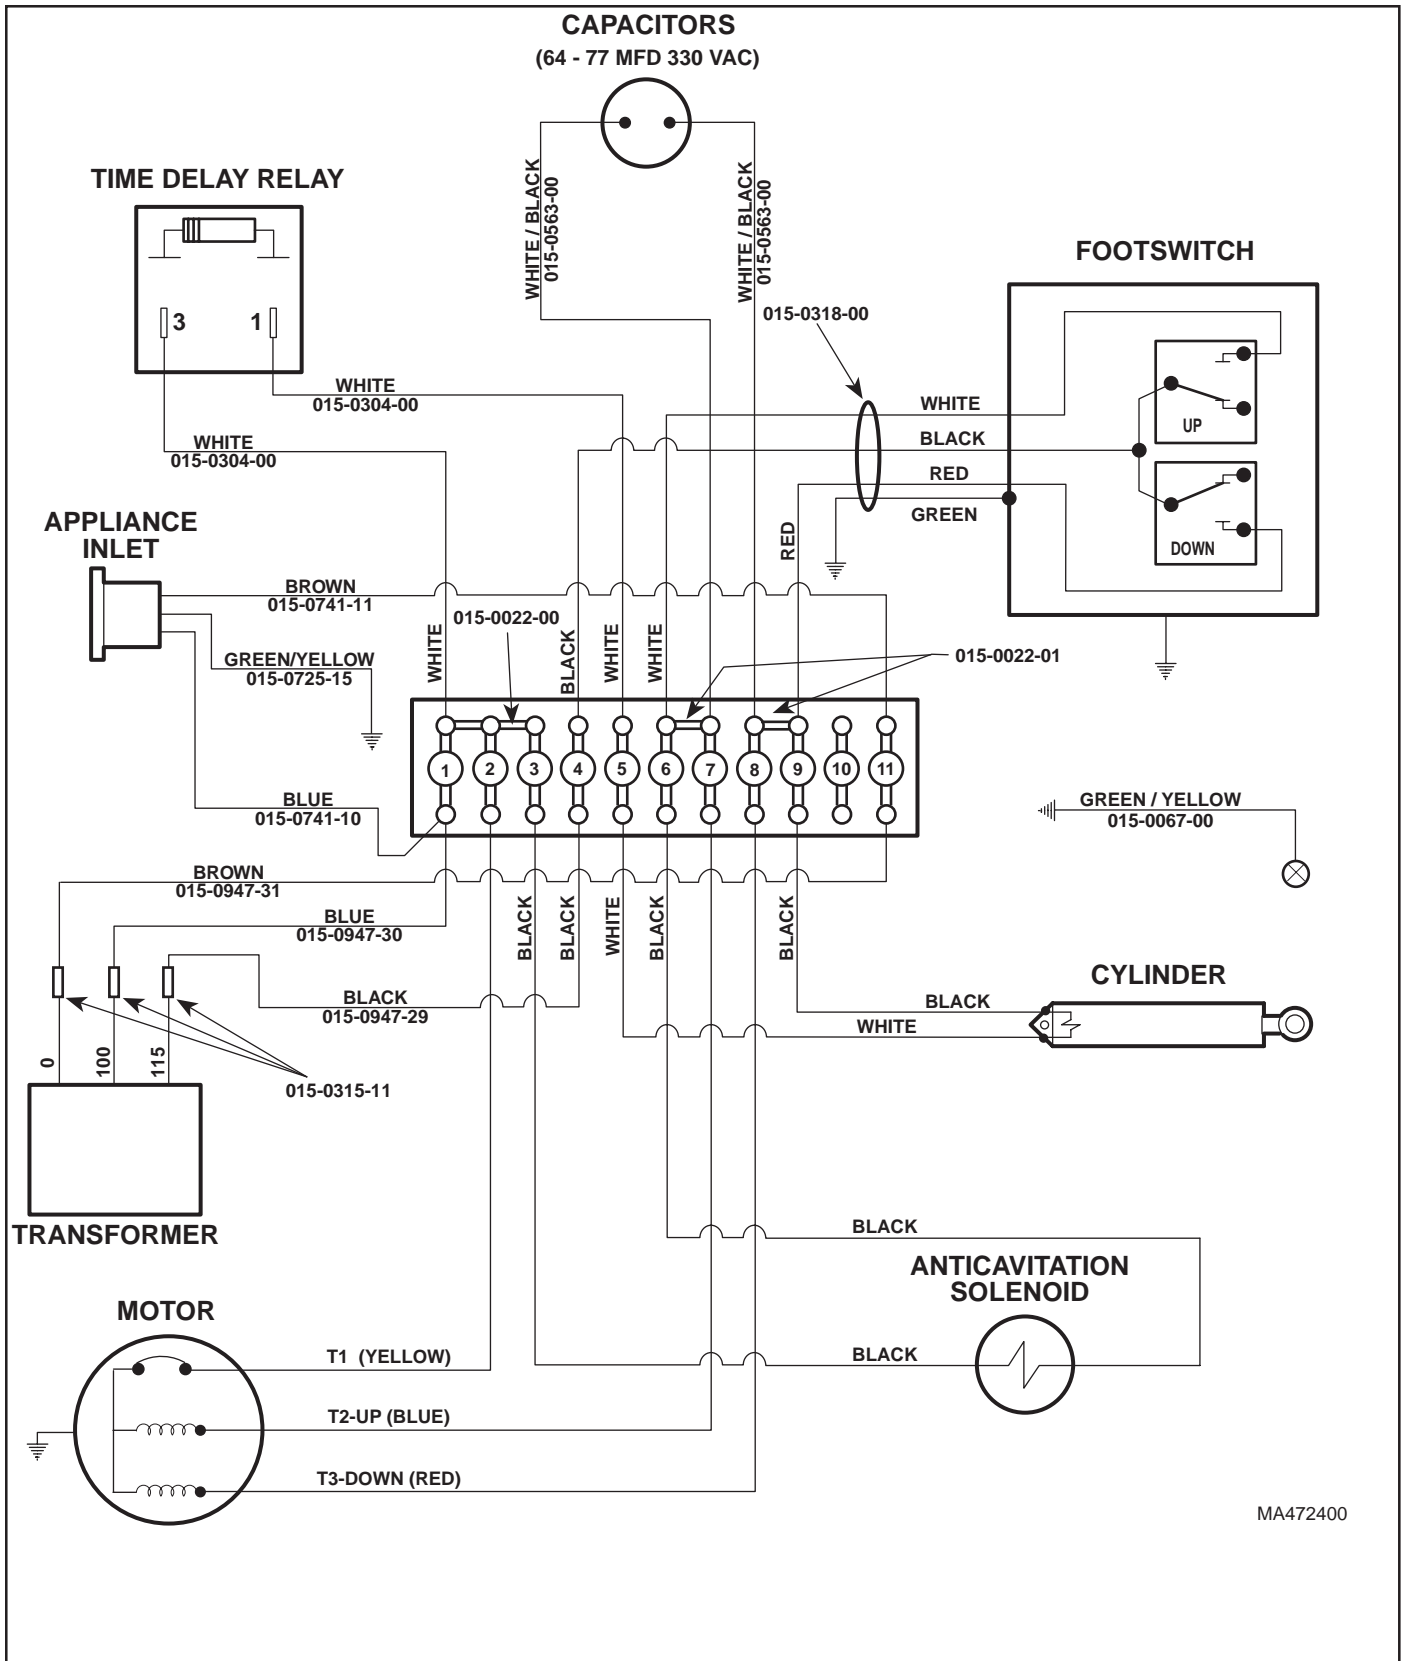 CAPACITORS
(64 - 77 MFD 330 VAC)
TIME DELAY RELAY
3
1
WHITE / BLACK
015-0563-00
WHITE / BLACK
015-0563-00
FOOTSWITCH
015-0318-00
WHITE
015-0304-00
WHITE
015-0304-00
WHITE
BLACK
RED
GREEN
UP
DOWN
APPLIANCE
INLET
BROWN
015-0741-11
GREEN/YELLOW
015-0725-15
BLUE
015-0741-10
015-0022-00
015-0022-01
WHITE
BLACK
WHITE
WHITE
RED
1
2
3
4
5
6
7
8
9
10
11
GREEN / YELLOW
015-0067-00
BROWN
015-0947-31
BLUE
015-0947-30
BLACK
015-0947-29
BLACK
BLACK
WHITE
BLACK
BLACK
CYLINDER
BLACK
WHITE
0
100
115
015-0315-11
TRANSFORMER
BLACK
ANTICAVITATION
SOLENOID
BLACK
MOTOR
T1 (YELLOW)
T2-UP (BLUE)
T3-DOWN (RED)
MA472400